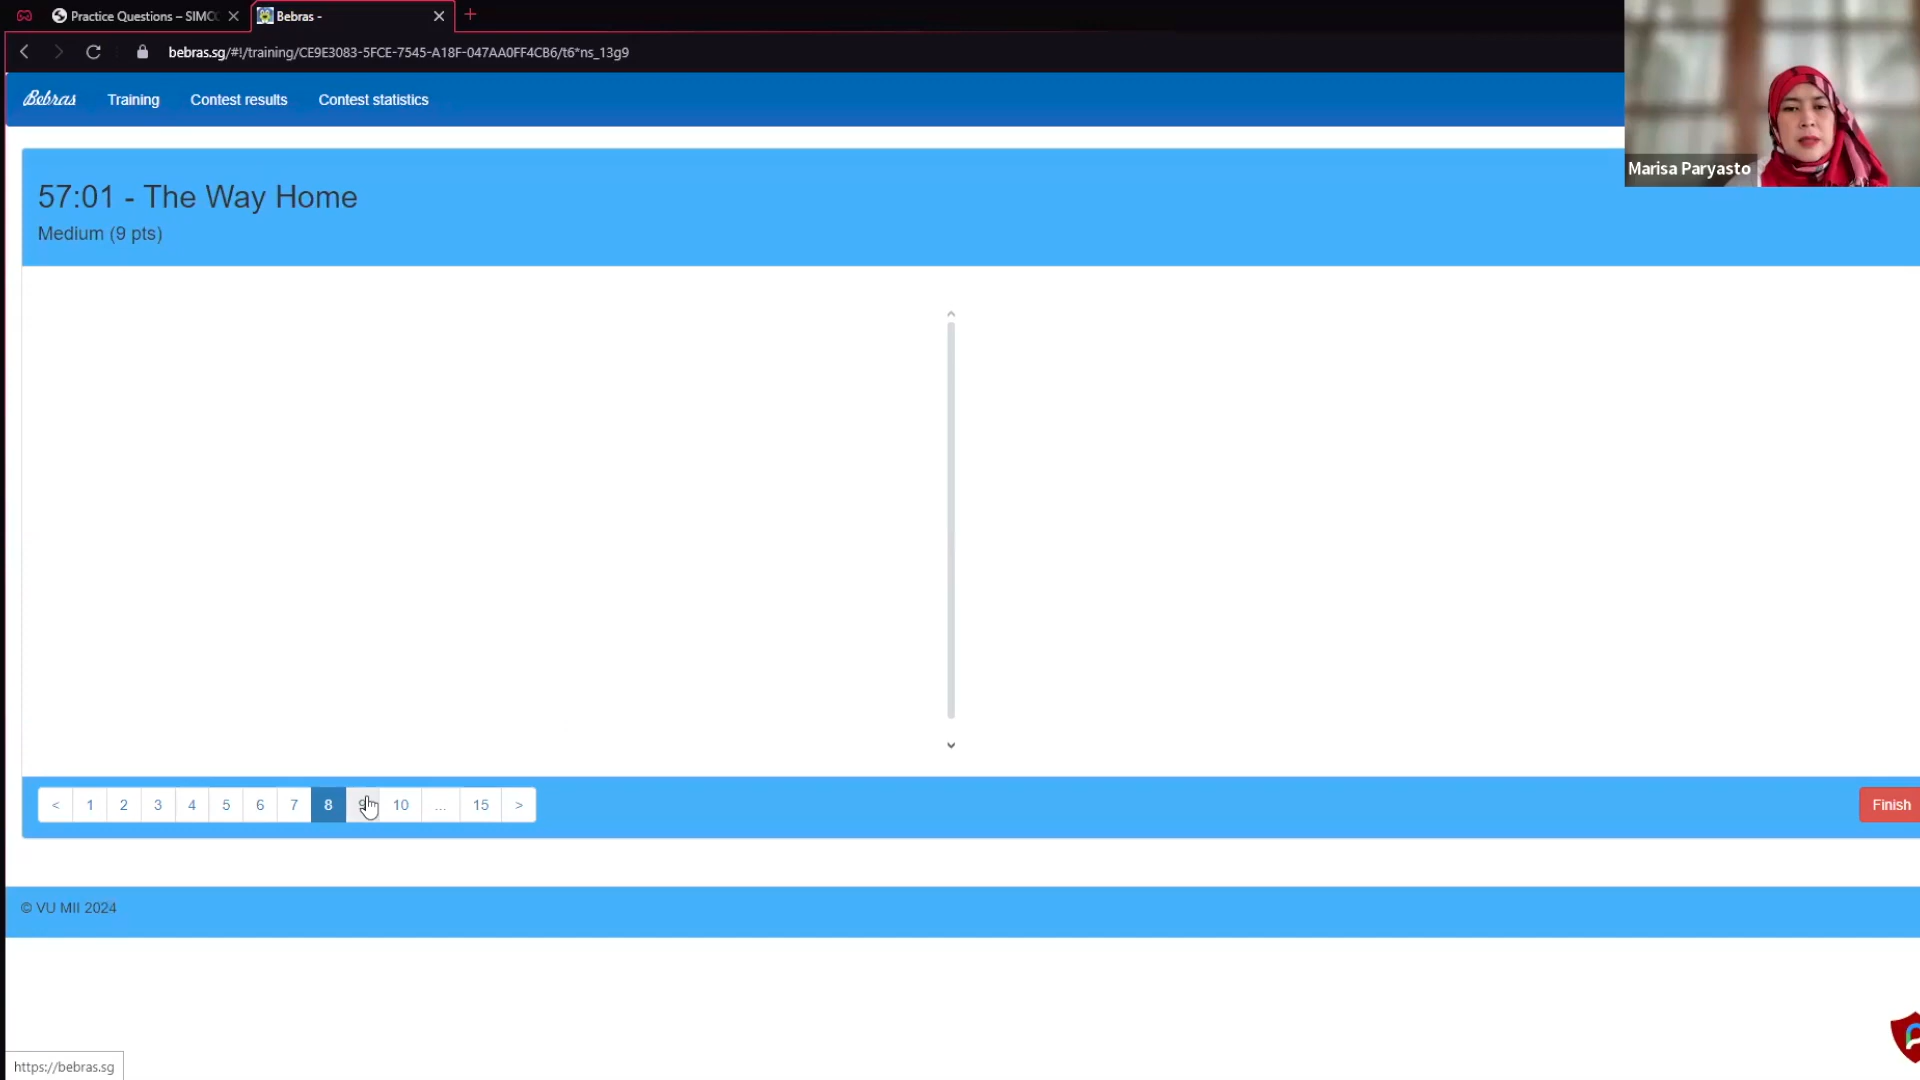 Practice Questions – SIMCC
Bebras -
bebras.sg/#!/training/CE9E3083-5FCE-7545-A18F-047AA0FF4CB6/t6*ns_13g9
Bebras
Training
Contest results
Contest statistics
Marisa Paryasto
57:01 - The Way Home
Medium (9 pts)
< 1 2 3 4 5 6 7 8 9 10 ... 15 >
Finish
© VU MII 2024
https://bebras.sg